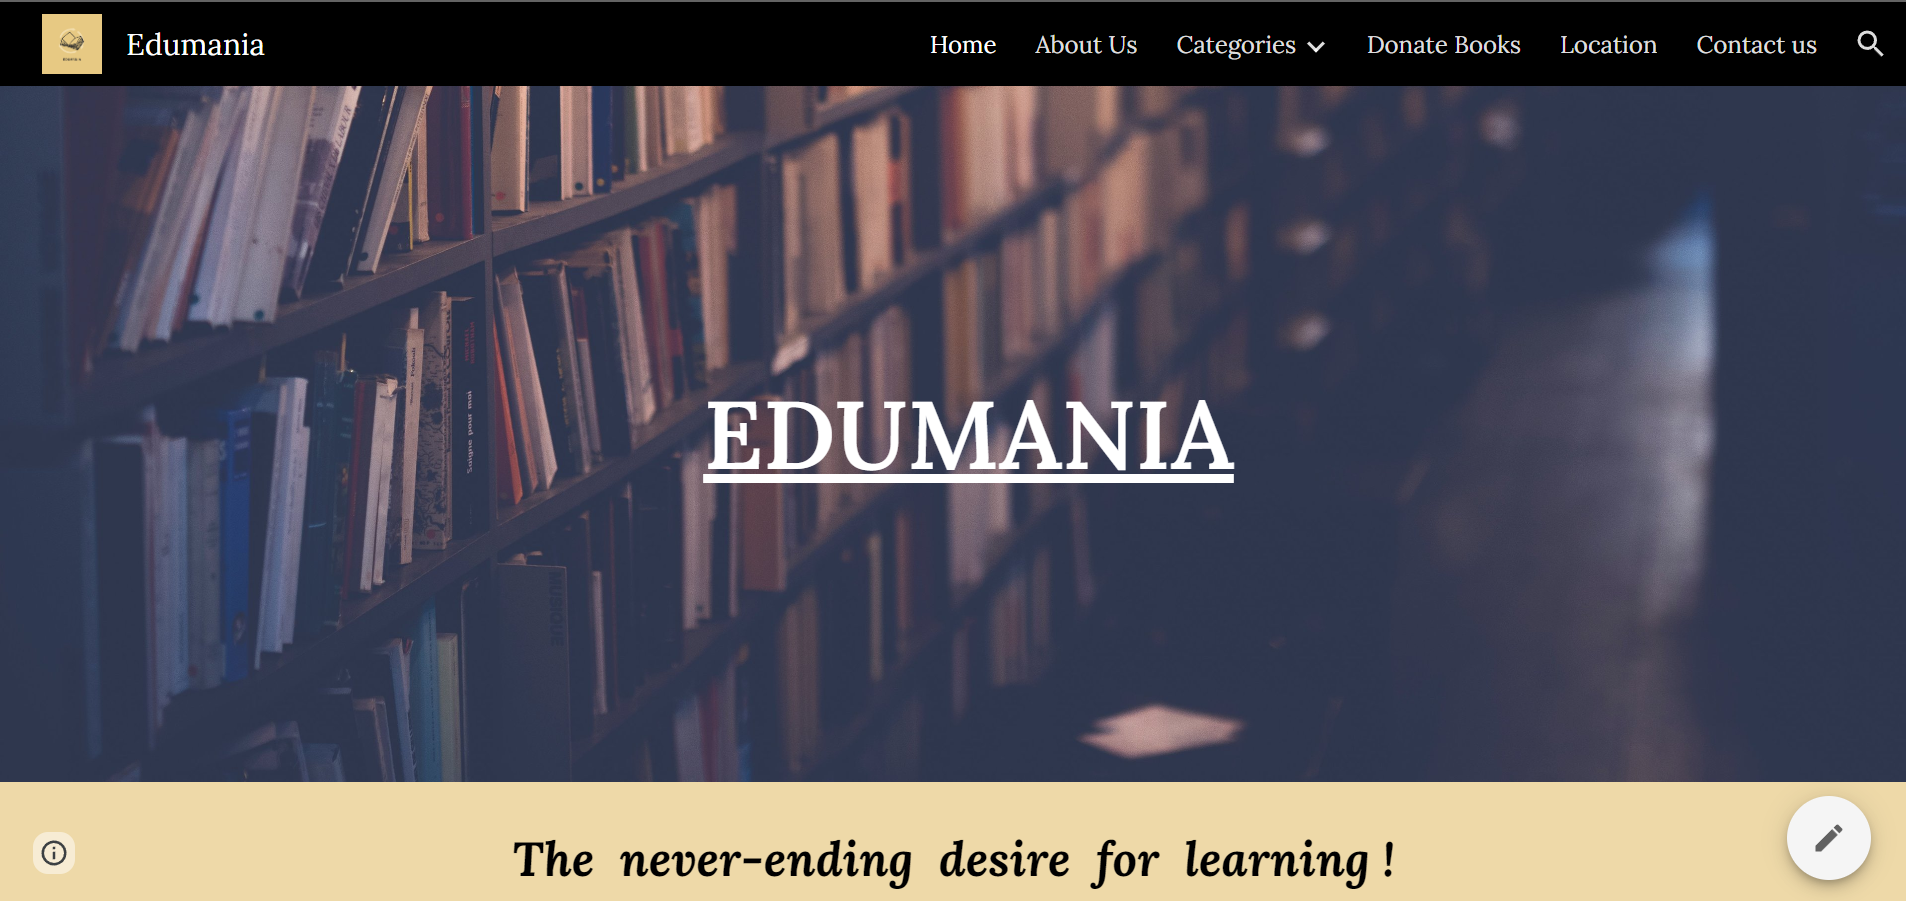 Edumania
Home About Us Categories Donate Books Location Contact us
EDUMANIA
The never-ending desire for learning !